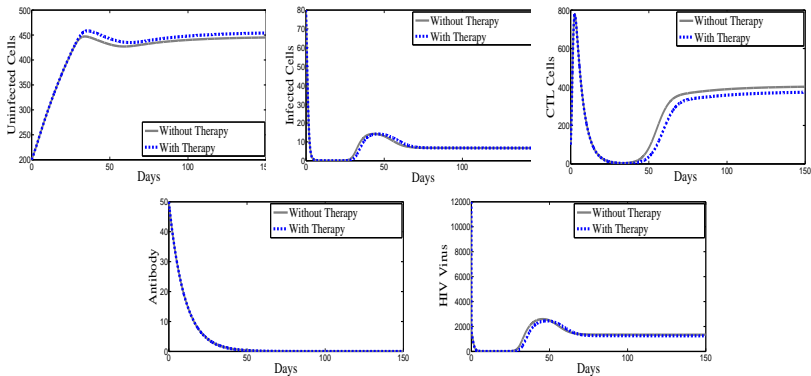 500
450
400
350
300
250
200
0
50
100
150
Uninfected Cells
Days
Without Therapy
With Therapy
80
70
60
50
40
30
20
10
0
0
50
100
Infected Cells
Days
Without Therapy
With Therapy
800
600
400
200
0
0
50
100
150
CTL Cells
Days
Without Therapy
With Therapy
50
40
30
20
10
0
0
50
100
150
Antibody
Days
Without Therapy
With Therapy
12000
10000
8000
6000
4000
2000
0
0
50
100
150
HIV Virus
Days
Without Therapy
With Therapy